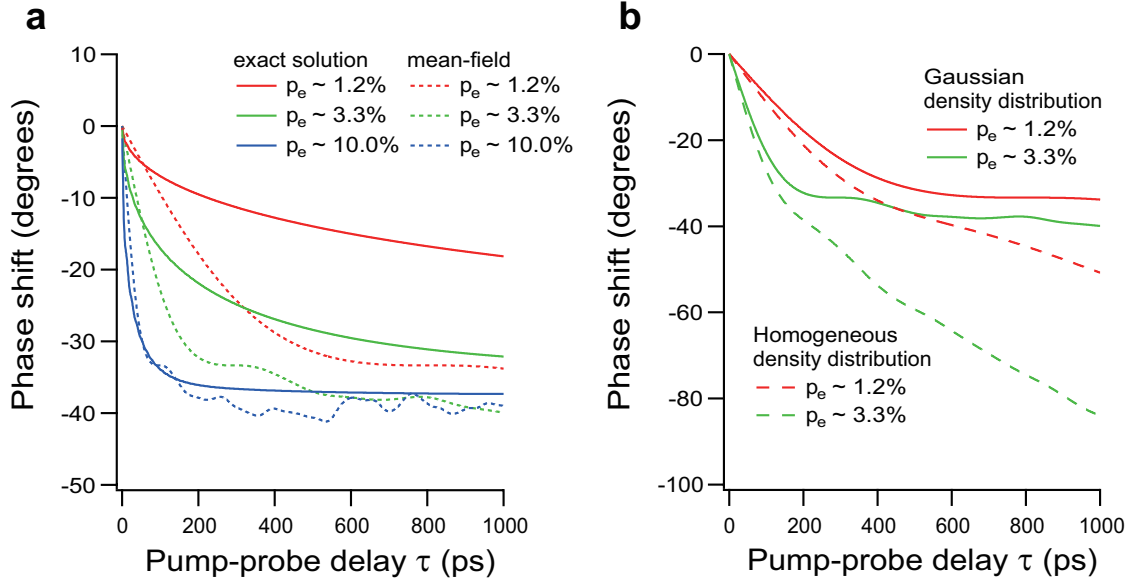 a
exact solution mean-field
pe ~ 1.2% pe ~ 1.2%
pe ~ 3.3% pe ~ 3.3%
pe ~ 10.0% pe ~ 10.0%
10
0
-10
-20
-30
-40
-50
Phase shift (degrees)
0 200 400 600 800 1000
Pump-probe delay τ (ps)
b
Gaussian
density distribution
pe ~ 1.2%
pe ~ 3.3%
Homogeneous
density distribution
pe ~ 1.2%
pe ~ 3.3%
0
-20
-40
-60
-80
-100
Phase shift (degrees)
0 200 400 600 800 1000
Pump-probe delay τ (ps)